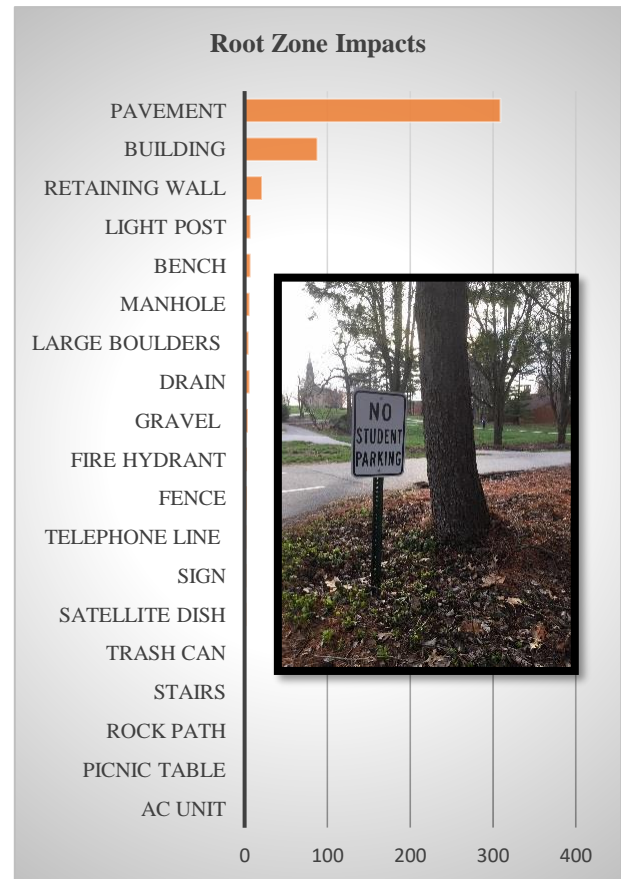 Root Zone Impacts
PAVEMENT
BUILDING
RETAINING WALL
LIGHT POST
BENCH
MANHOLE
LARGE BOULDERS
DRAIN
GRAVEL
FIRE HYDRANT
FENCE
TELEPHONE LINE
SIGN
SATELLITE DISH
TRASH CAN
STAIRS
ROCK PATH
PICNIC TABLE
AC UNIT
0 100 200 300 400
NO
STUDENT
PARKING